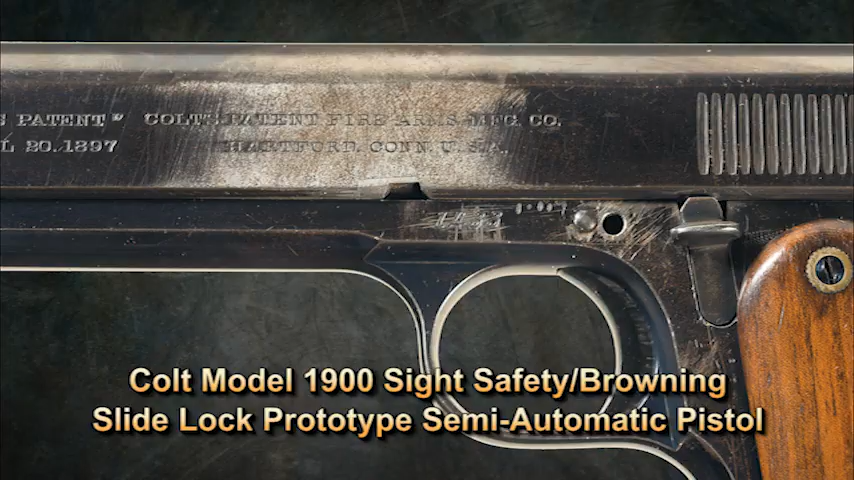 S PATENT" COLT'S PATENT FIRE ARMS MFG. CO.
L 20. 1897 HARTFORD. CONN. U.S.A.
Colt Model 1900 Sight Safety/Browning
Slide Lock Prototype Semi-Automatic Pistol